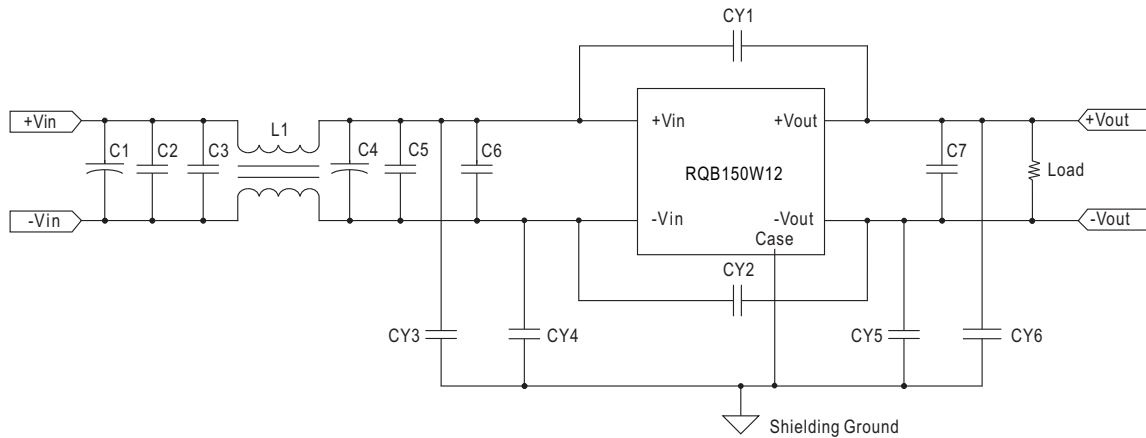 CY1
+Vin
L1
C1
C2
C3
C4
C5
C6
+Vin
+Vout
RQB150W12
C7
Load
+Vout
-Vin
-Vin
-Vout
Case
-Vout
CY2
CY3
CY4
CY5
CY6
Shielding Ground